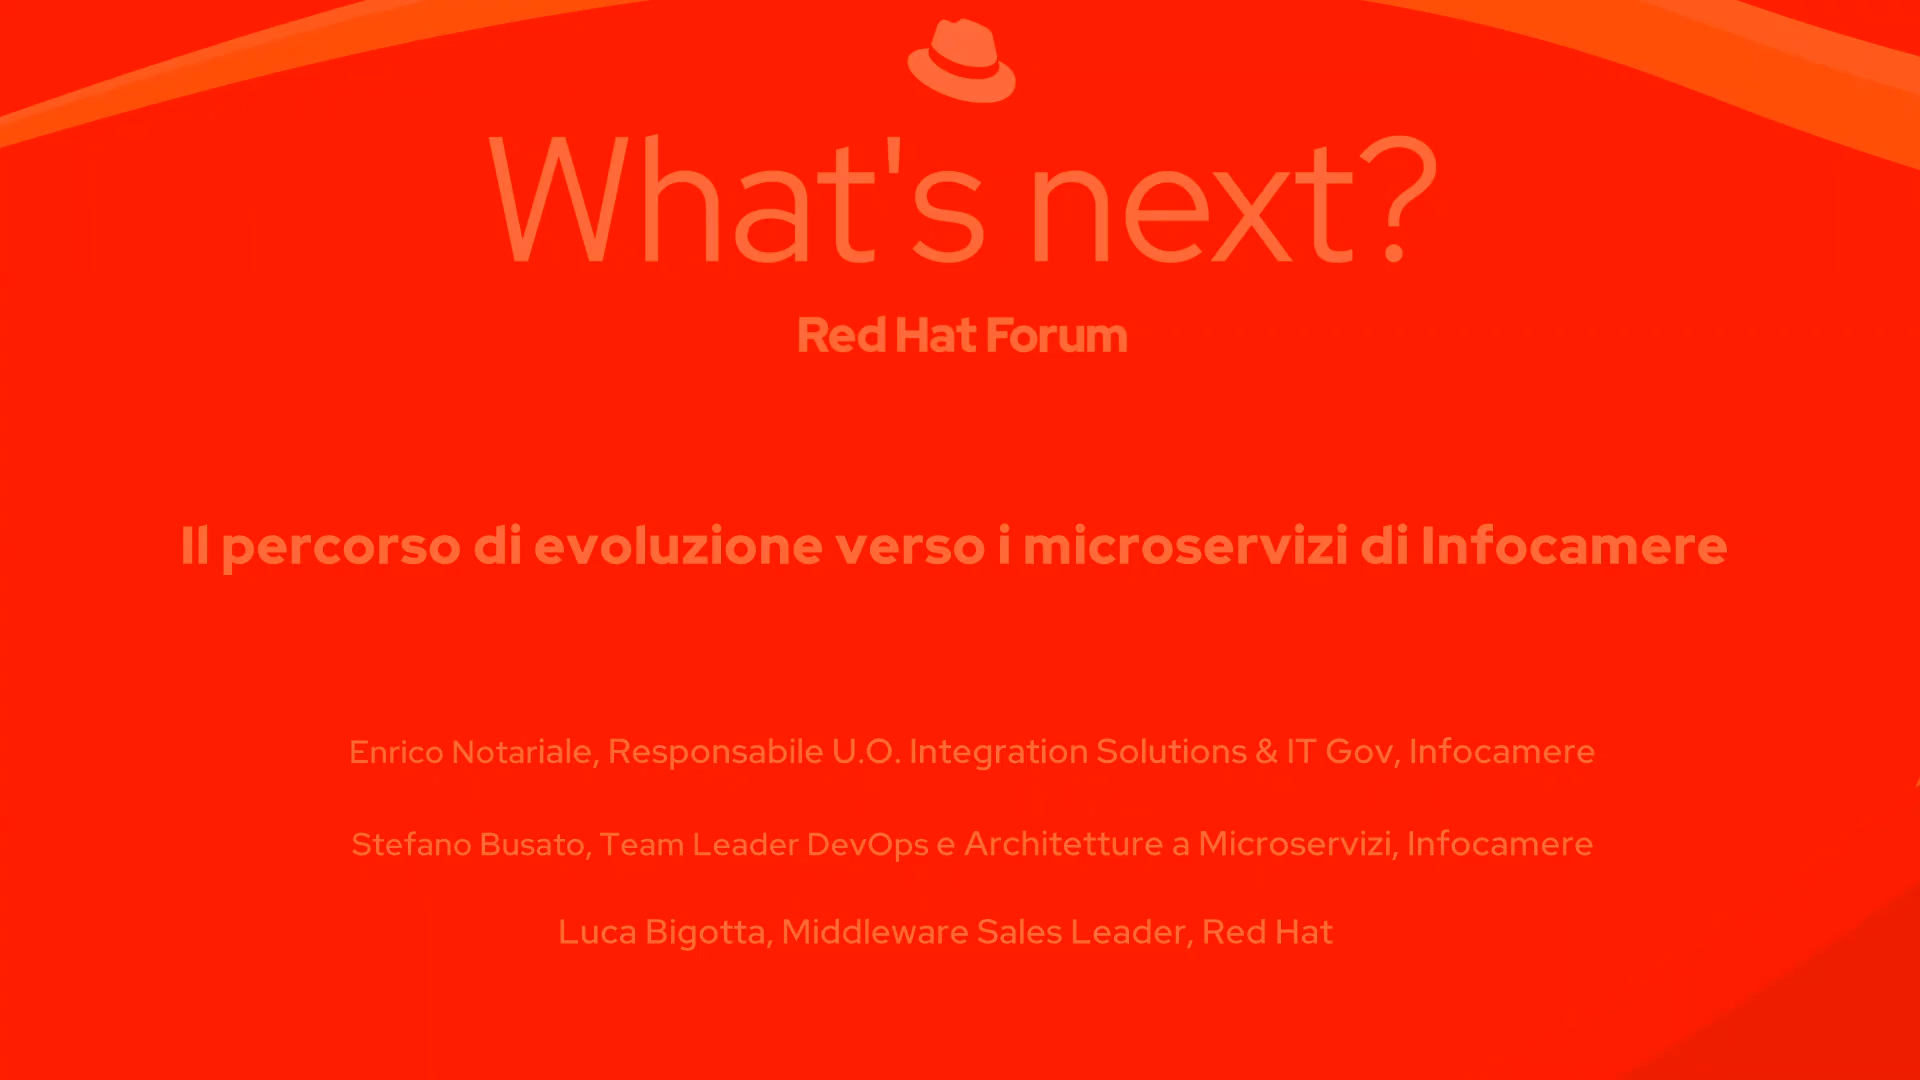 What's next?
Red Hat Forum
Il percorso di evoluzione verso i microservizi di Infocamere
Enrico Notariale, Responsabile U.O. Integration Solutions & IT Gov, Infocamere
Stefano Busato, Team Leader DevOps e Architetture a Microservizi, Infocamere
Luca Bigotta, Middleware Sales Leader, Red Hat